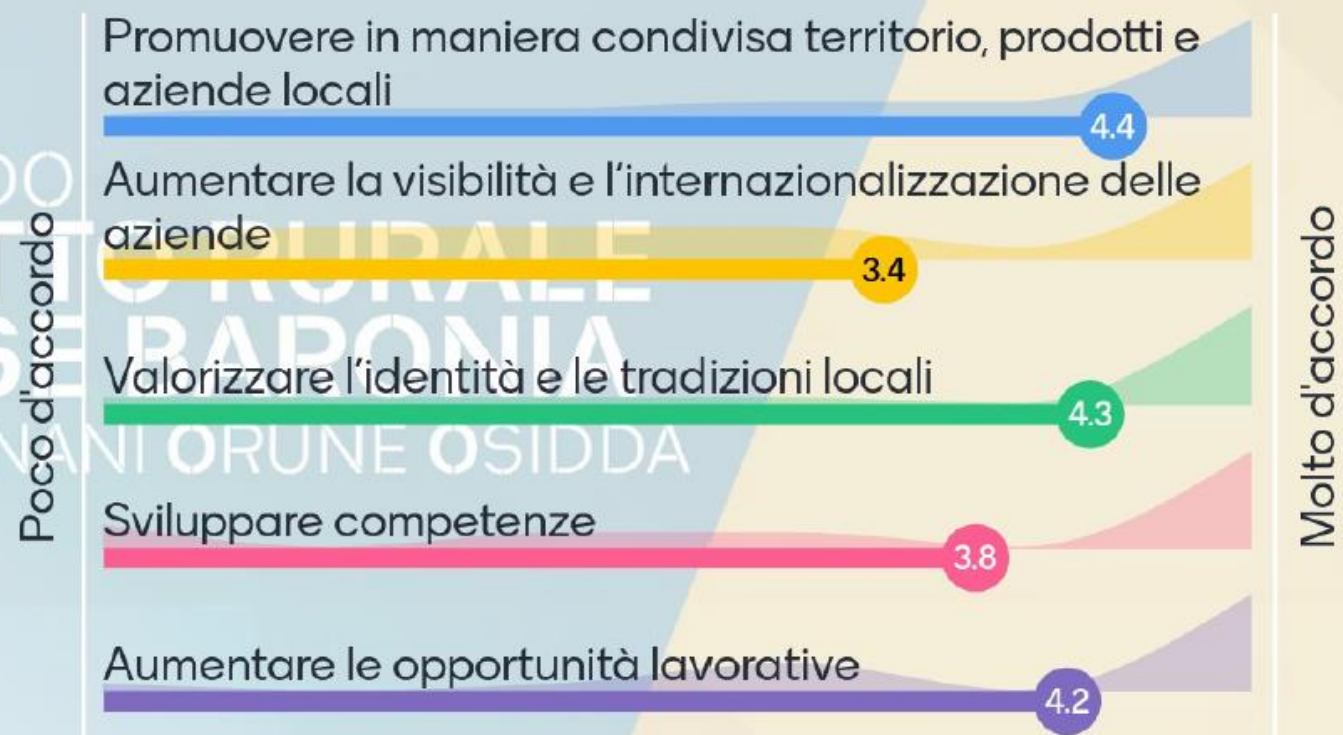 Promuovere in maniera condivisa territorio, prodotti e
aziende locali
4.4
Aumentare la visibilità e l'internazionalizzazione delle
aziende
3.4
Valorizzare l'identità e le tradizioni locali
4.3
Sviluppare competenze
3.8
Aumentare le opportunità lavorative
4.2
Poco d'accordo
Molto d'accordo
RURALE
BARONIA
ORUNE OSIDDA